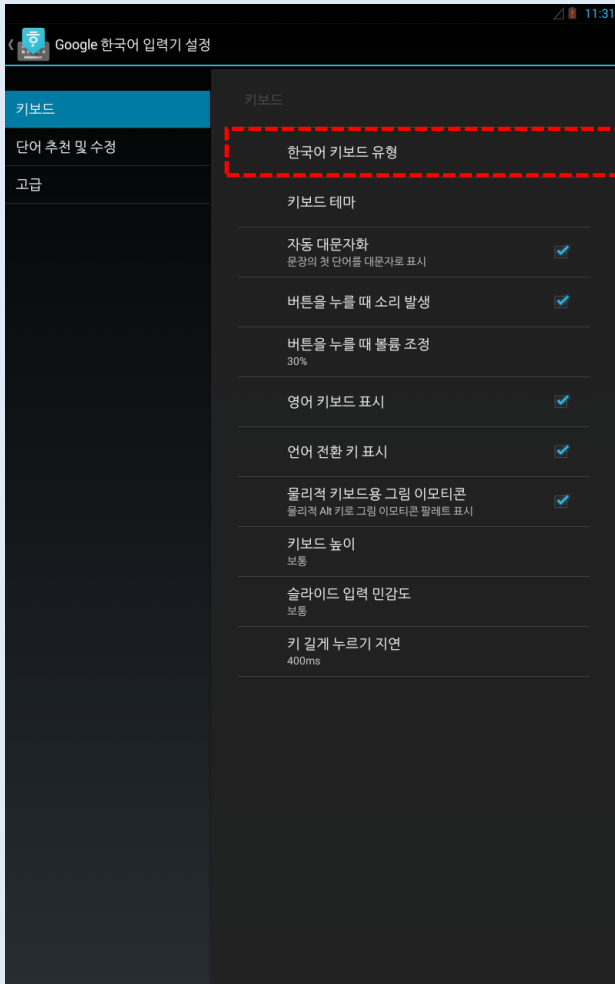 11:31
Google 한국어 입력기 설정
키보드
단어 추천 및 수정
고급
키보드
한국어 키보드 유형
키보드 테마
자동 대문자화
문장의 첫 단어를 대문자로 표시
버튼을 누를 때 소리 발생
버튼을 누를 때 볼륨 조정
30%
영어 키보드 표시
언어 전환 키 표시
물리적 키보드용 그림 이모티콘
물리적 Alt 키로 그림 이모티콘 팔레트 표시
키보드 높이
보통
슬라이드 입력 민감도
보통
키 길게 누르기 지연
400ms